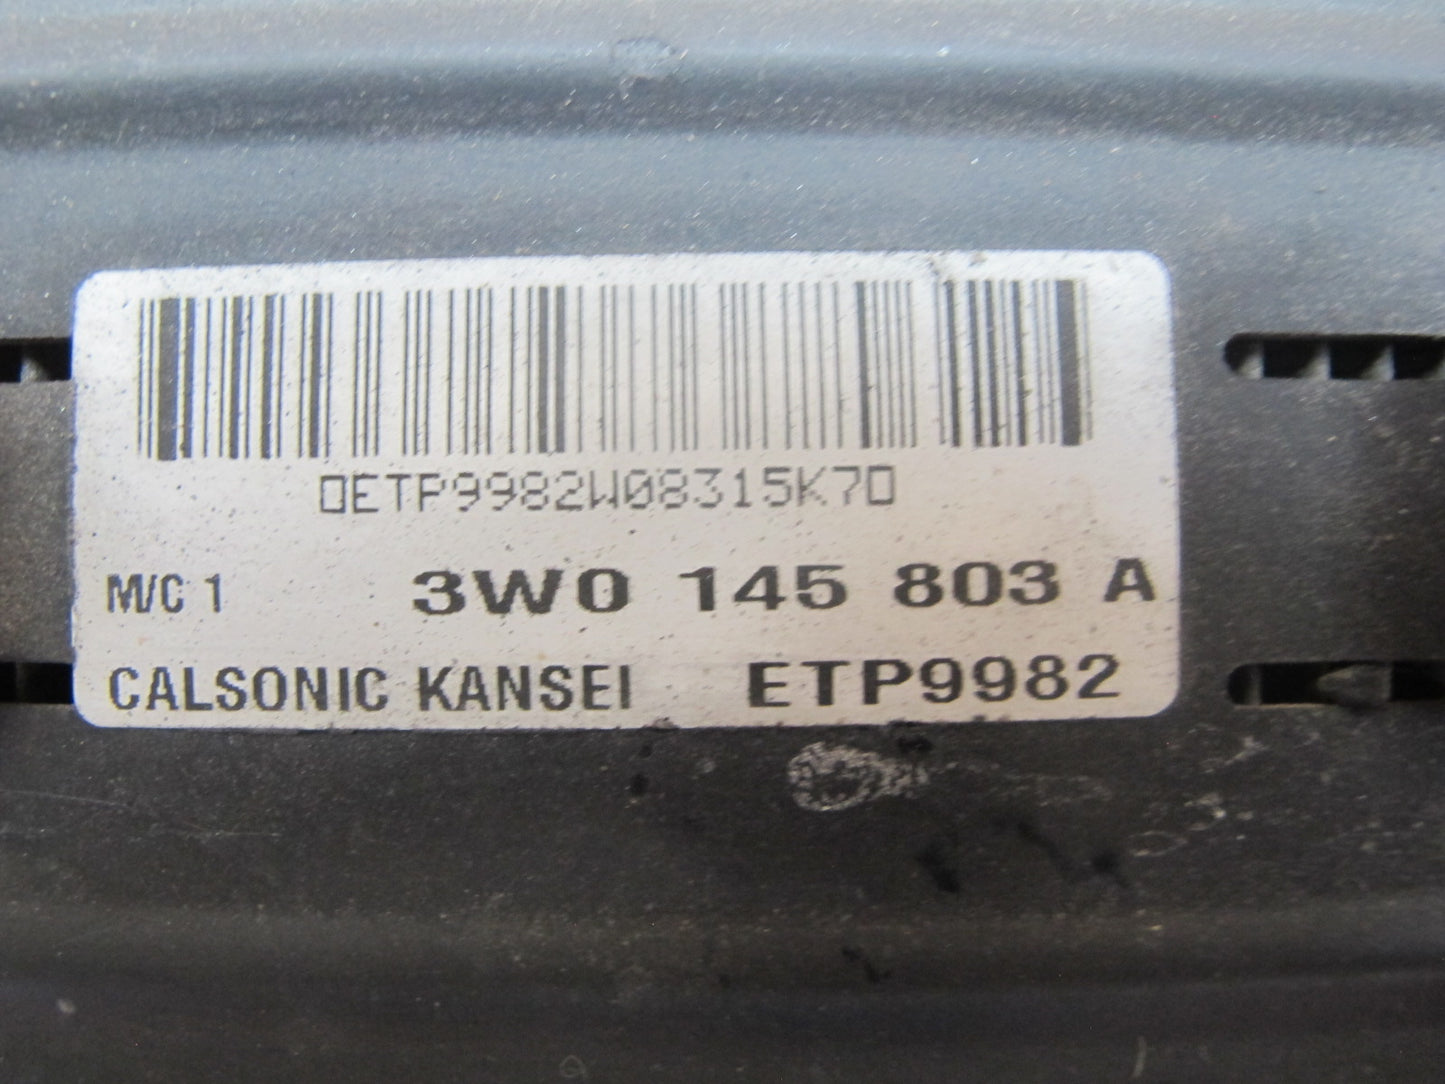 0ETP9982W08315K70
M/C 1 3W0 145 803 A
CALSONIC KANSEI ETP9982